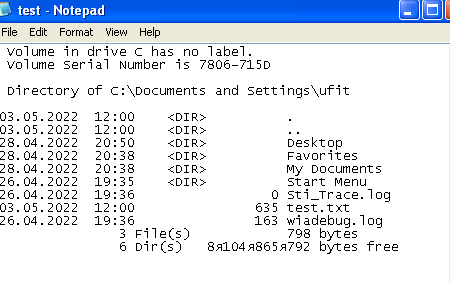 test - Notepad
File Edit Format View Help
Volume in drive C has no label.
Volume Serial Number is 7806-715D
Directory of C:\Documents and Settings\ufit
03.05.2022 12:00 <DIR> .
03.05.2022 12:00 <DIR> ..
28.04.2022 20:50 <DIR> Desktop
28.04.2022 20:38 <DIR> Favorites
28.04.2022 20:38 <DIR> My Documents
26.04.2022 19:35 <DIR> Start Menu
26.04.2022 19:36 0 Sti_Trace.log
03.05.2022 12:00 635 test.txt
26.04.2022 19:36 163 wiadebug.log
3 File(s) 798 bytes
6 Dir(s) 8я104я865я792 bytes free